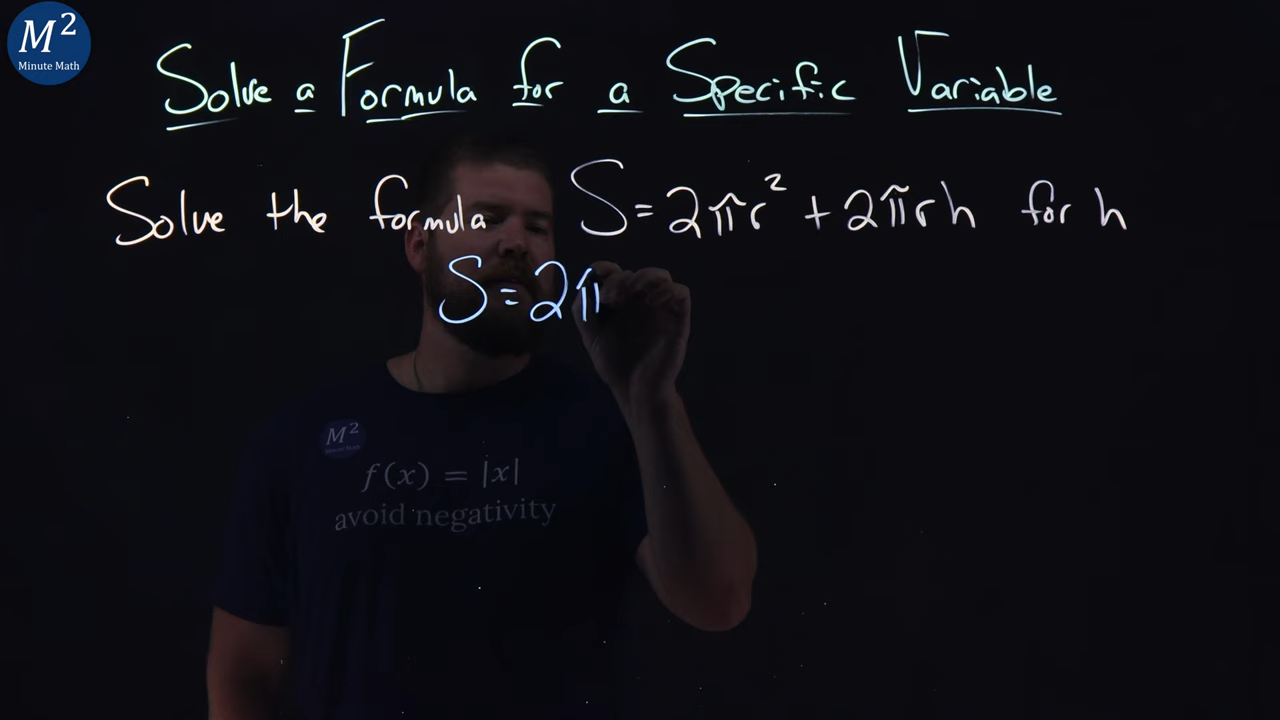 M²
Minute Math
Solve a Formula for a Specific Variable
Solve the formula S=2πr² + 2πrh for h
S=2π
M²
f(x) = |x|
avoid negativity